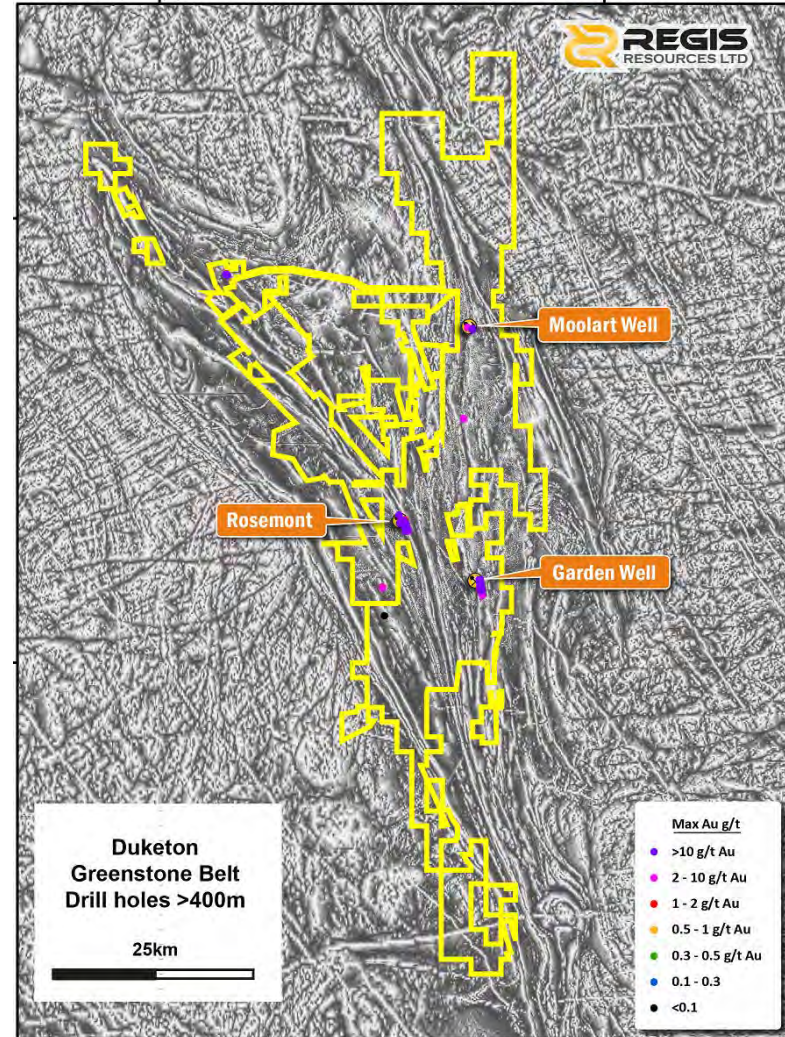 REGIS
RESOURCES LTD
Moolart Well
Rosemont
Garden Well
Duketon
Greenstone Belt
Drill holes >400m
25km
Max Au g/t
>10 g/t Au
2 - 10 g/t Au
1 - 2 g/t Au
0.5 - 1 g/t Au
0.3 - 0.5 g/t Au
0.1 - 0.3
<0.1